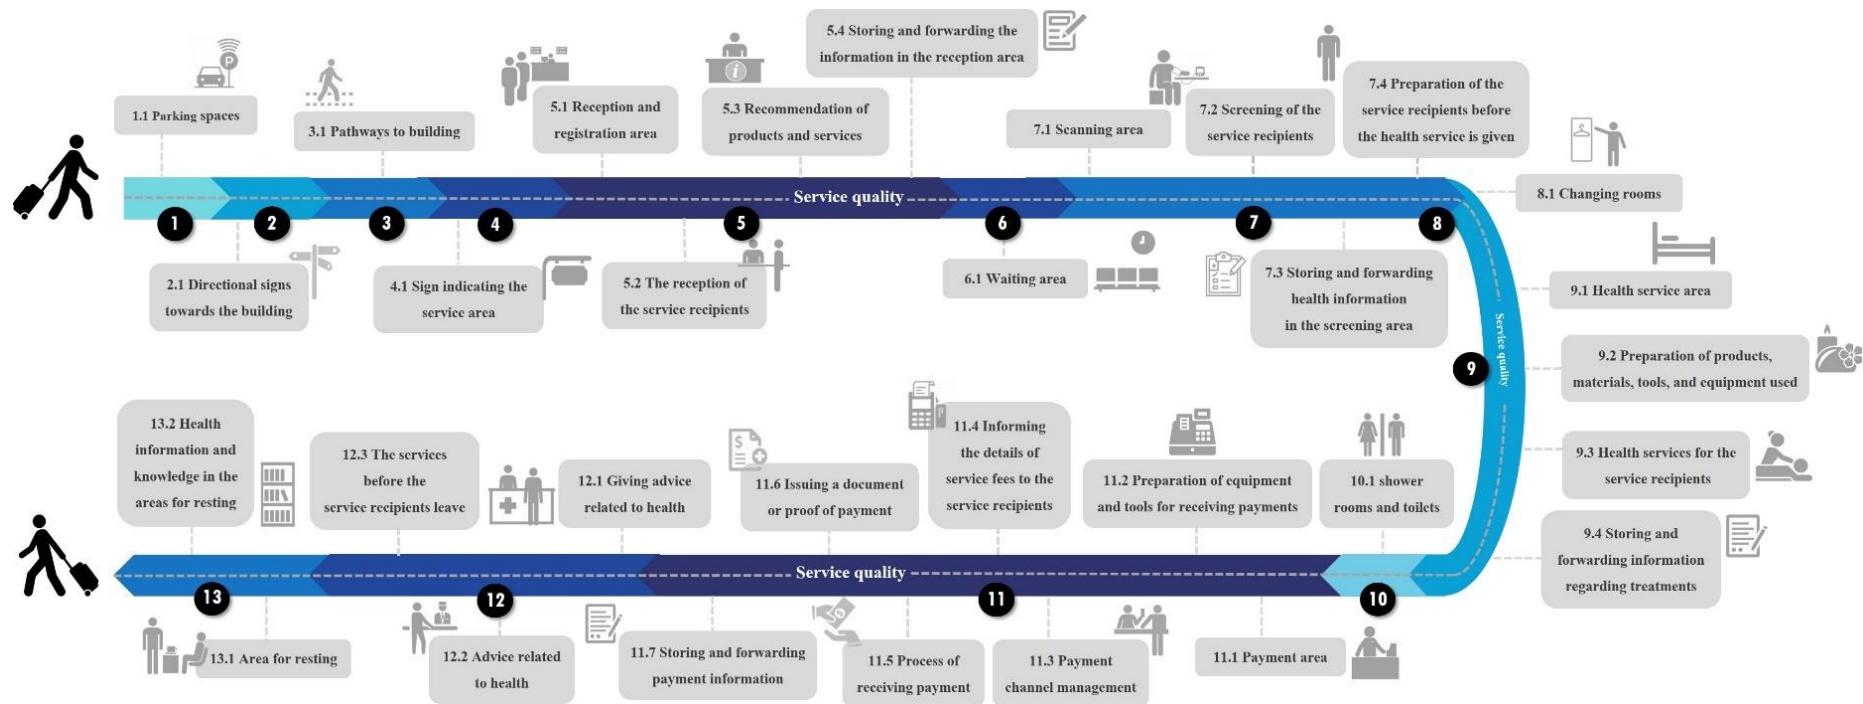 5.4 Storing and forwarding the
information in the reception area
P
1.1 Parking spaces
3.1 Pathways to building
5.1 Reception and
registration area
i
5.3 Recommendation of
products and services
7.1 Scanning area
7.2 Screening of the
service recipients
7.4 Preparation of the
service recipients before
the health service is given
8.1 Changing rooms
Service quality
1
2
3
4
5
6
7
8
2.1 Directional signs
towards the building
4.1 Sign indicating the
service area
5.2 The reception of
the service recipients
6.1 Waiting area
7.3 Storing and forwarding
health information
in the screening area
9.1 Health service area
Service quality
9
9.2 Preparation of products,
materials, tools, and equipment used
9.3 Health services for the
service recipients
9.4 Storing and
forwarding information
regarding treatments
13.2 Health
information and
knowledge in the
areas for resting
12.3 The services
before the
service recipients leave
12.1 Giving advice
related to health
$
11.6 Issuing a document
or proof of payment
11.4 Informing
the details of
service fees to the
service recipients
11.2 Preparation of equipment
and tools for receiving payments
10.1 shower
rooms and toilets
Service quality
13
12
11
10
13.1 Area for resting
12.2 Advice related
to health
11.7 Storing and forwarding
payment information
$
11.5 Process of
receiving payment
11.3 Payment
channel management
11.1 Payment area